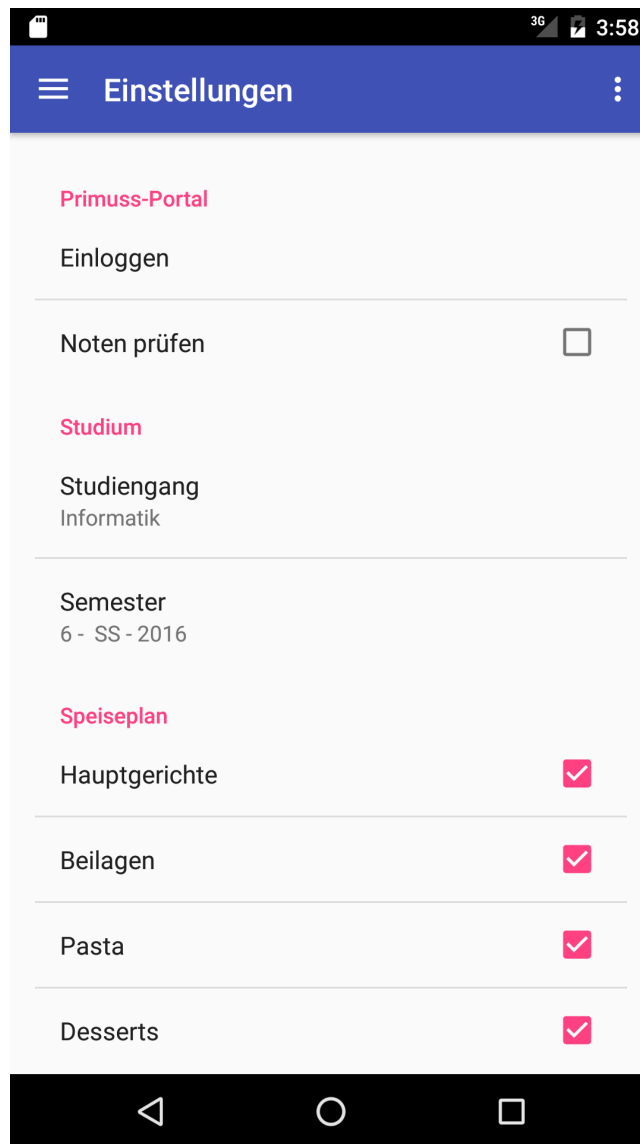 3G 3:58
Einstellungen
Primuss-Portal
Einloggen
Noten prüfen
Studium
Studiengang
Informatik
Semester
6 -  SS - 2016
Speiseplan
Hauptgerichte
Beilagen
Pasta
Desserts